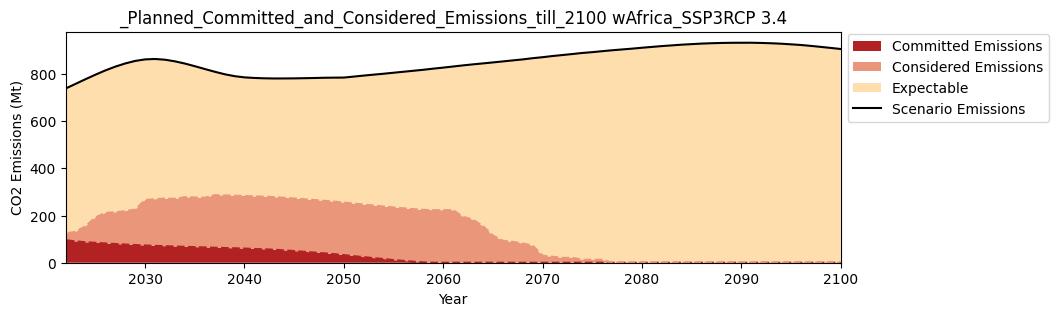 _Planned_Committed_and_Considered_Emissions_till_2100 wAfrica_SSP3RCP 3.4
Committed Emissions
Considered Emissions
Expectable
Scenario Emissions
CO2 Emissions (Mt)
800
600
400
200
0
2030 2040 2050 2060 2070 2080 2090 2100
Year